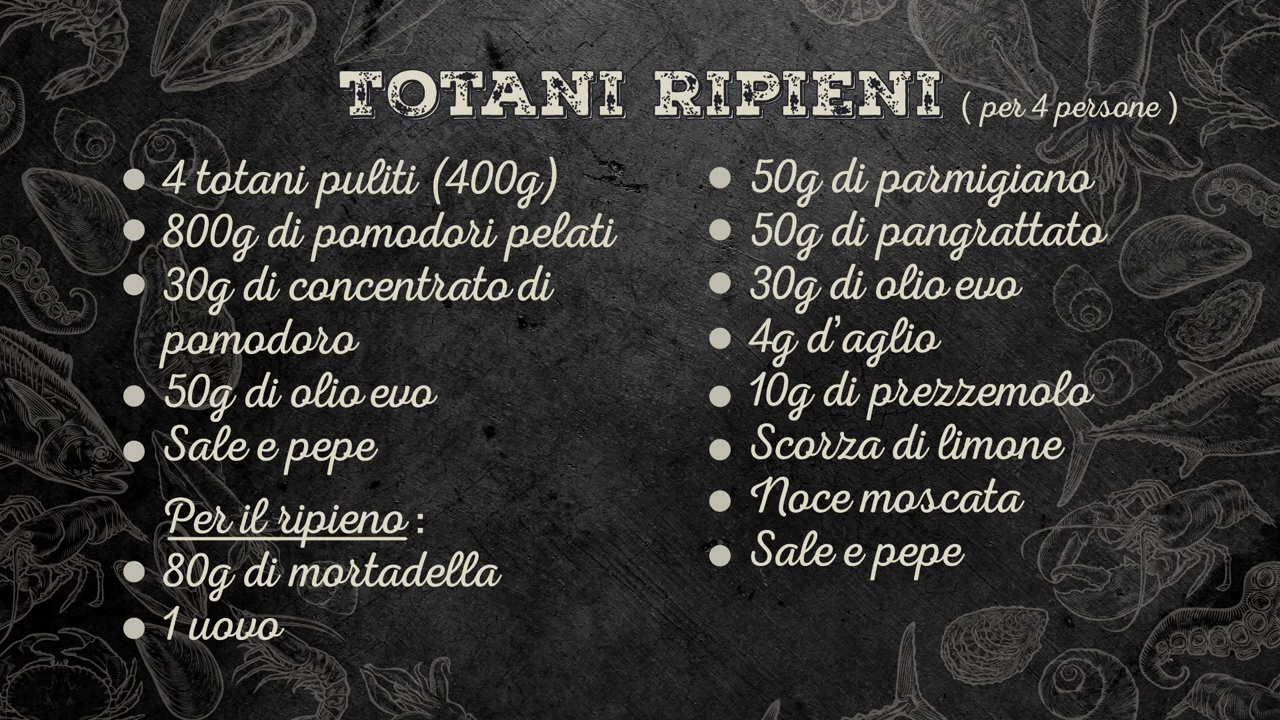 TOTANI RIPIENI ( per 4 persone )
4 totani puliti (400g)
800g di pomodori pelati
30g di concentrato di
pomodoro
50g di olio evo
Sale e pepe
Per il ripieno :
80g di mortadella
1 uovo
50g di parmigiano
50g di pangrattato
30g di olio evo
4g d'aglio
10g di prezzemolo
Scorza di limone
Noce moscata
Sale e pepe